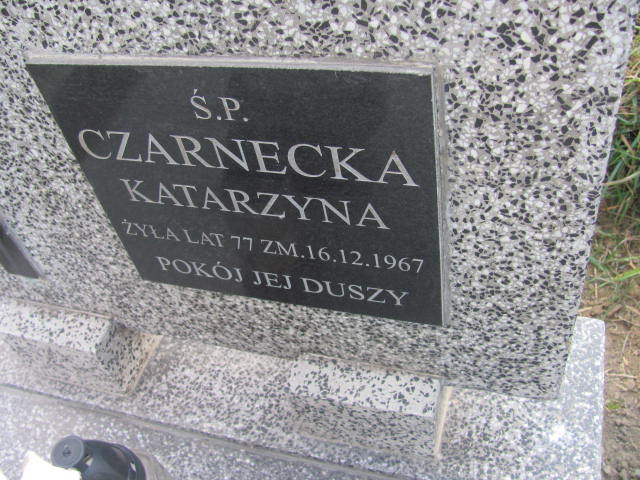 Ś.P.
CZARNECKA
KATARZYNA
ŻYŁA LAT 77 ZM.16.12.1967
POKÓJ JEJ DUSZY